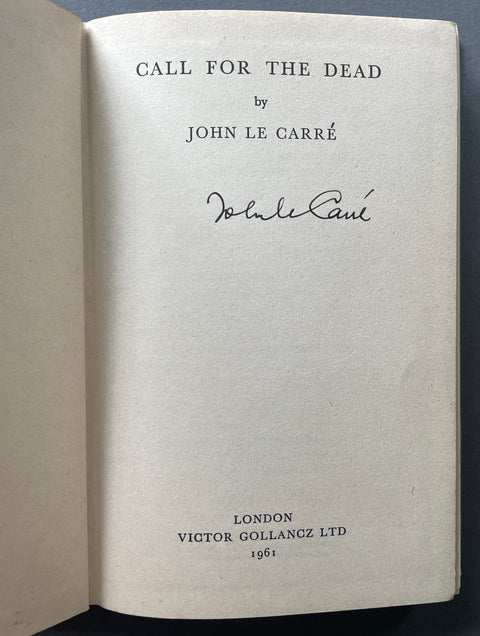 CALL FOR THE DEAD
by
JOHN LE CARRÉ
John le Carré
LONDON
VICTOR GOLLANCZ LTD
1961